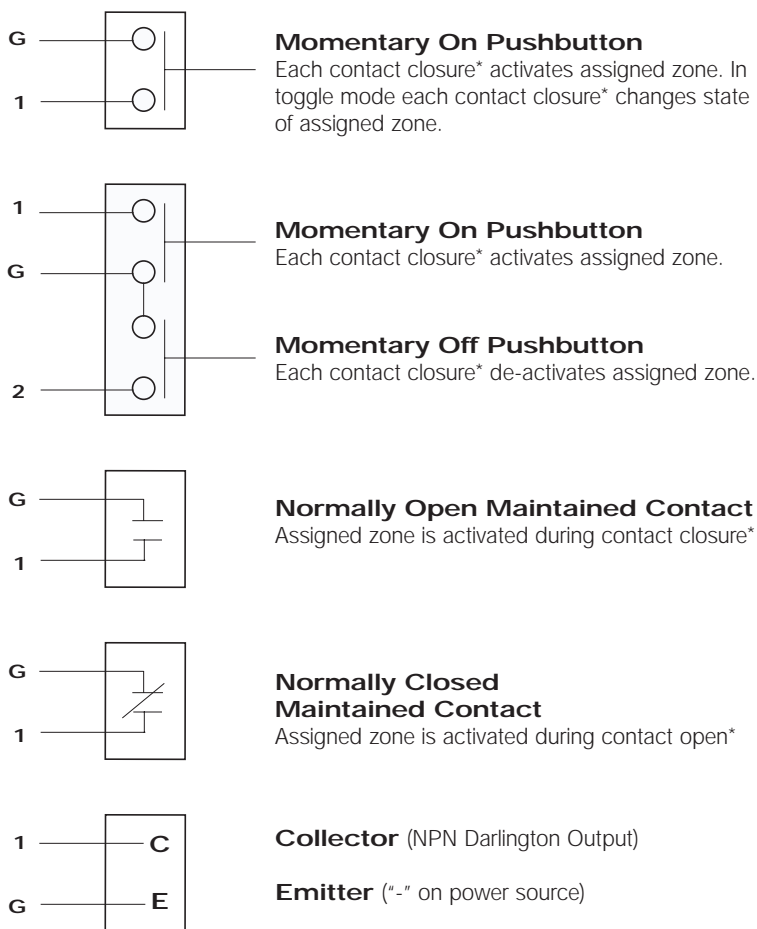 G
1
Momentary On Pushbutton
Each contact closure* activates assigned zone. In
toggle mode each contact closure* changes state
of assigned zone.
1
G
2
Momentary On Pushbutton
Each contact closure* activates assigned zone.
Momentary Off Pushbutton
Each contact closure* de-activates assigned zone.
G
1
Normally Open Maintained Contact
Assigned zone is activated during contact closure*
G
1
Normally Closed
Maintained Contact
Assigned zone is activated during contact open*
1
C
Collector (NPN Darlington Output)
G
E
Emitter ("-" on power source)